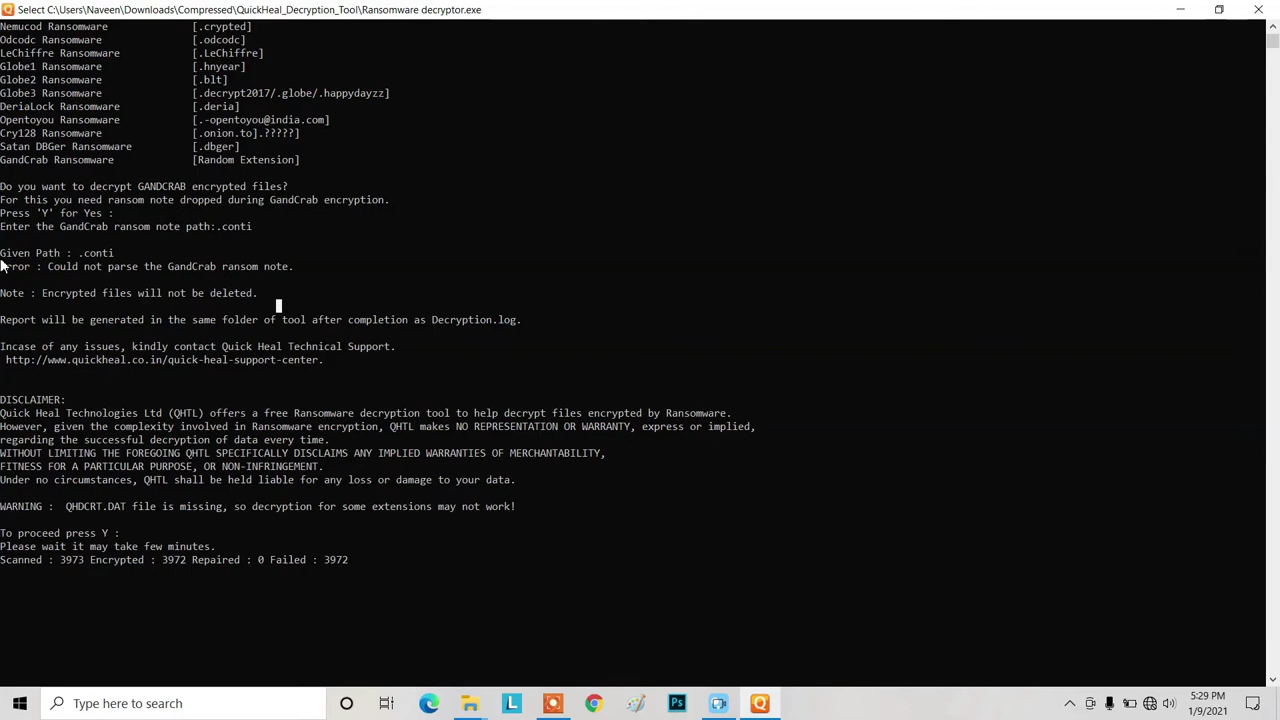 Select C:\Users\Naveen\Downloads\Compressed\QuickHeal_Decryption_Tool\Ransomware decryptor.exe
Nemucod Ransomware [.crypted]
Odcodc Ransomware [.odcodc]
LeChiffre Ransomware [.LeChiffre]
Globe1 Ransomware [.hnyear]
Globe2 Ransomware [.blt]
Globe3 Ransomware [.decrypt2017/.globe/.happydayzz]
DeriaLock Ransomware [.deria]
Opentoyou Ransomware [.-opentoyou@india.com]
Cry128 Ransomware [.onion.to].?????]
Satan DBGer Ransomware [.dbger]
GandCrab Ransomware [Random Extension]
Do you want to decrypt GANDCRAB encrypted files?
For this you need ransom note dropped during GandCrab encryption.
Press 'Y' for Yes :
Enter the GandCrab ransom note path:.conti
Given Path : .conti
Error : Could not parse the GandCrab ransom note.
Note : Encrypted files will not be deleted.
Report will be generated in the same folder of tool after completion as Decryption.log.
Incase of any issues, kindly contact Quick Heal Technical Support.
http://www.quickheal.co.in/quick-heal-support-center.
DISCLAIMER:
Quick Heal Technologies Ltd (QHTL) offers a free Ransomware decryption tool to help decrypt files encrypted by Ransomware.
However, given the complexity involved in Ransomware encryption, QHTL makes NO REPRESENTATION OR WARRANTY, express or implied,
regarding the successful decryption of data every time.
WITHOUT LIMITING THE FOREGOING QHTL SPECIFICALLY DISCLAIMS ANY IMPLIED WARRANTIES OF MERCHANTABILITY,
FITNESS FOR A PARTICULAR PURPOSE, OR NON-INFRINGEMENT.
Under no circumstances, QHTL shall be held liable for any loss or damage to your data.
WARNING : QHDCRT.DAT file is missing, so decryption for some extensions may not work!
To proceed press Y :
Please wait it may take few minutes.
Scanned : 3973 Encrypted : 3972 Repaired : 0 Failed : 3972
Type here to search
L
Ps
5:29 PM
1/9/2021